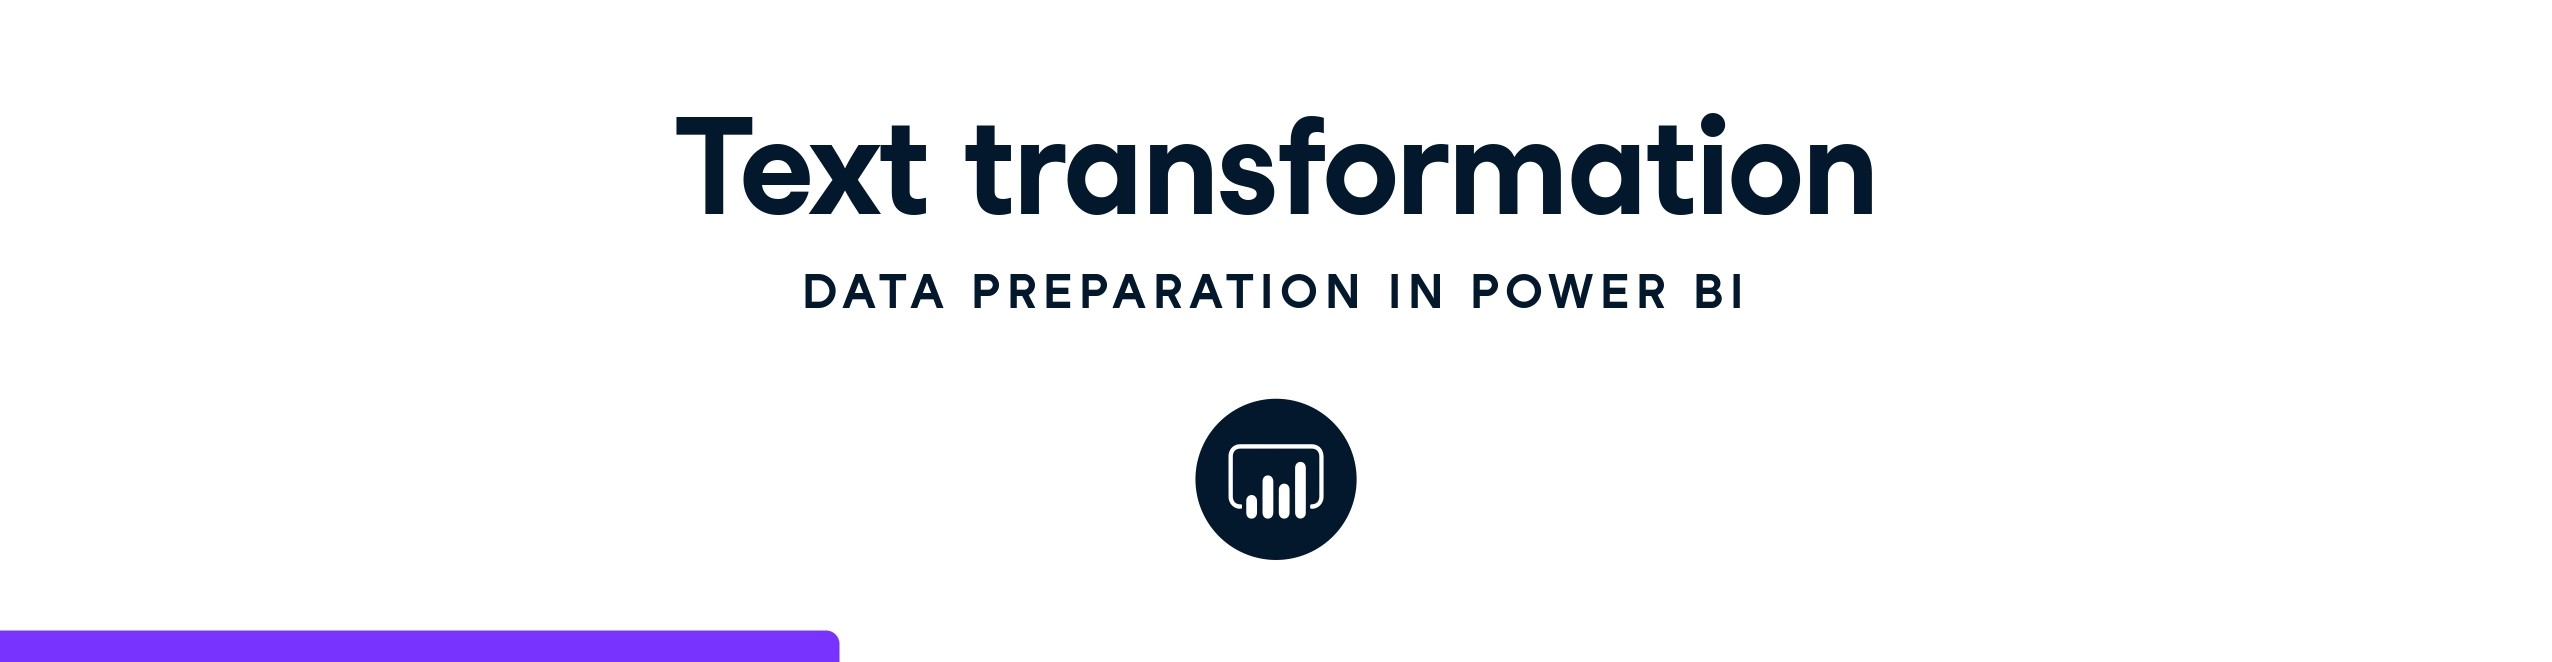 Text transformation
DATA PREPARATION IN POWER BI